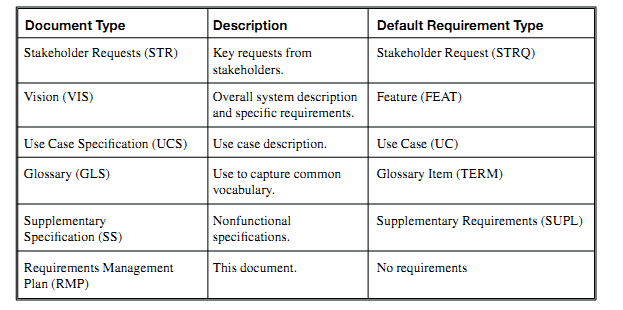 Document Type Description Default Requirement Type
Stakeholder Requests (STR) Key requests from Stakeholder Request (STRQ)
stakeholders.
Vision (VIS) Overall system description Feature (FEAT)
and specific requirements.
Use Case Specification (UCS) Use case description. Use Case (UC)
Glossary (GLS) Use to capture common Glossary Item (TERM)
vocabulary.
Supplementary Nonfunctional Supplementary Requirements (SUPL)
Specification (SS) specifications.
Requirements Management This document. No requirements
Plan (RMP)